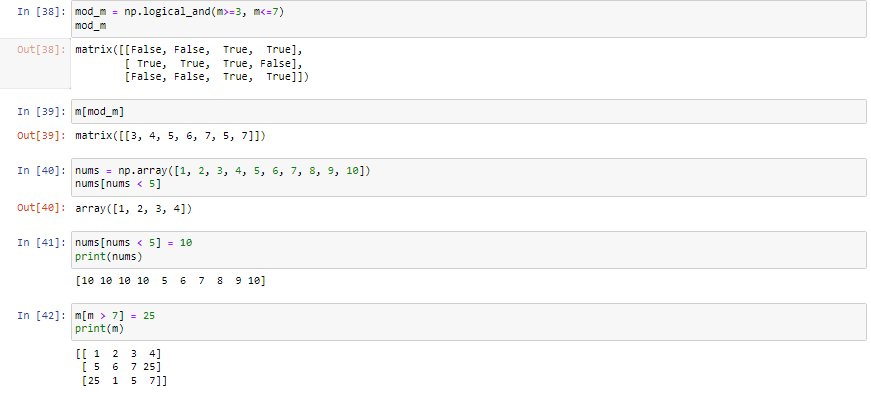 In [38]: mod_m = np.logical_and(m>=3, m<=7)
mod_m
Out[38]: matrix([[False, False,  True,  True],
        [ True,  True,  True, False],
        [False, False,  True,  True]])
In [39]: m[mod_m]
Out[39]: matrix([[3, 4, 5, 6, 7, 5, 7]])
In [40]: nums = np.array([1, 2, 3, 4, 5, 6, 7, 8, 9, 10])
nums[nums < 5]
Out[40]: array([1, 2, 3, 4])
In [41]: nums[nums < 5] = 10
print(nums)
[10 10 10 10  5  6  7  8  9 10]
In [42]: m[m > 7] = 25
print(m)
[[ 1  2  3  4]
 [ 5  6  7 25]
 [25  1  5  7]]